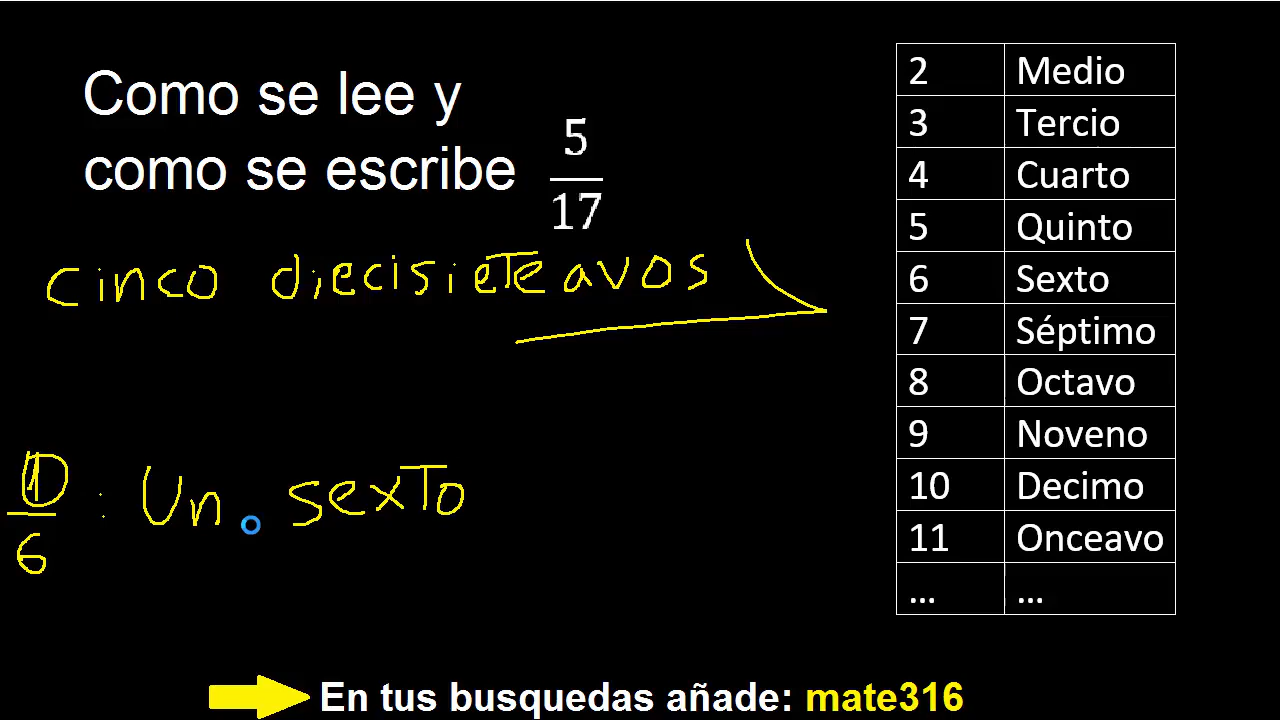 Como se lee y
como se escribe
5
17
cinco diecisieteavos
1
6
: Un sexto
2 Medio
3 Tercio
4 Cuarto
5 Quinto
6 Sexto
7 Séptimo
8 Octavo
9 Noveno
10 Decimo
11 Onceavo
... ...
En tus busquedas añade: mate316